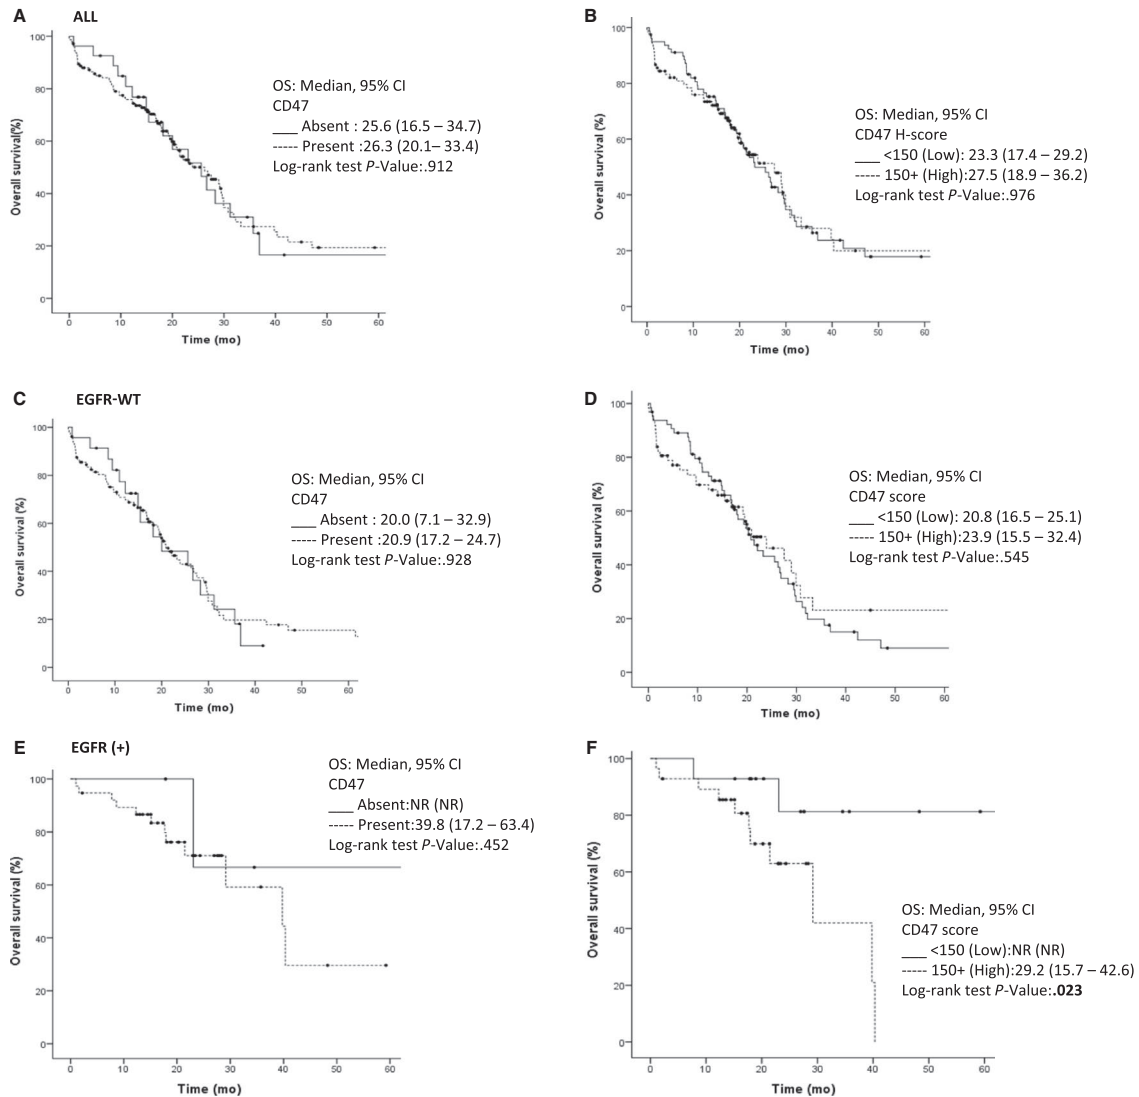 A
ALL
Overall survival(%)
100
80
60
40
20
0
0 10 20 30 40 50 60
Time (mo)
OS: Median, 95% CI
CD47
___ Absent : 25.6 (16.5 – 34.7)
----- Present :26.3 (20.1– 33.4)
Log-rank test P-Value:.912
B
Overall survival (%)
100
80
60
40
20
0
0 10 20 30 40 50 60
Time (mo)
OS: Median, 95% CI
CD47 H-score
___ <150 (Low): 23.3 (17.4 – 29.2)
----- 150+ (High):27.5 (18.9 – 36.2)
Log-rank test P-Value:.976
C
EGFR-WT
Overall survival (%)
100
80
60
40
20
0
0 10 20 30 40 50 60
Time (mo)
OS: Median, 95% CI
CD47
___ Absent : 20.0 (7.1 – 32.9)
----- Present :20.9 (17.2 – 24.7)
Log-rank test P-Value:.928
D
Overall survival (%)
100
80
60
40
20
0
0 10 20 30 40 50 60
Time (mo)
OS: Median, 95% CI
CD47 score
___ <150 (Low): 20.8 (16.5 – 25.1)
----- 150+ (High):23.9 (15.5 – 32.4)
Log-rank test P-Value:.545
E
EGFR (+)
Overall survival (%)
100
80
60
40
20
0
0 10 20 30 40 50 60
Time (mo)
OS: Median, 95% CI
CD47
___ Absent:NR (NR)
----- Present:39.8 (17.2 – 63.4)
Log-rank test P-Value:.452
F
Overall survival (%)
100
80
60
40
20
0
0 10 20 30 40 50 60
Time (mo)
OS: Median, 95% CI
CD47 score
___ <150 (Low):NR (NR)
----- 150+ (High):29.2 (15.7 – 42.6)
Log-rank test P-Value:.023